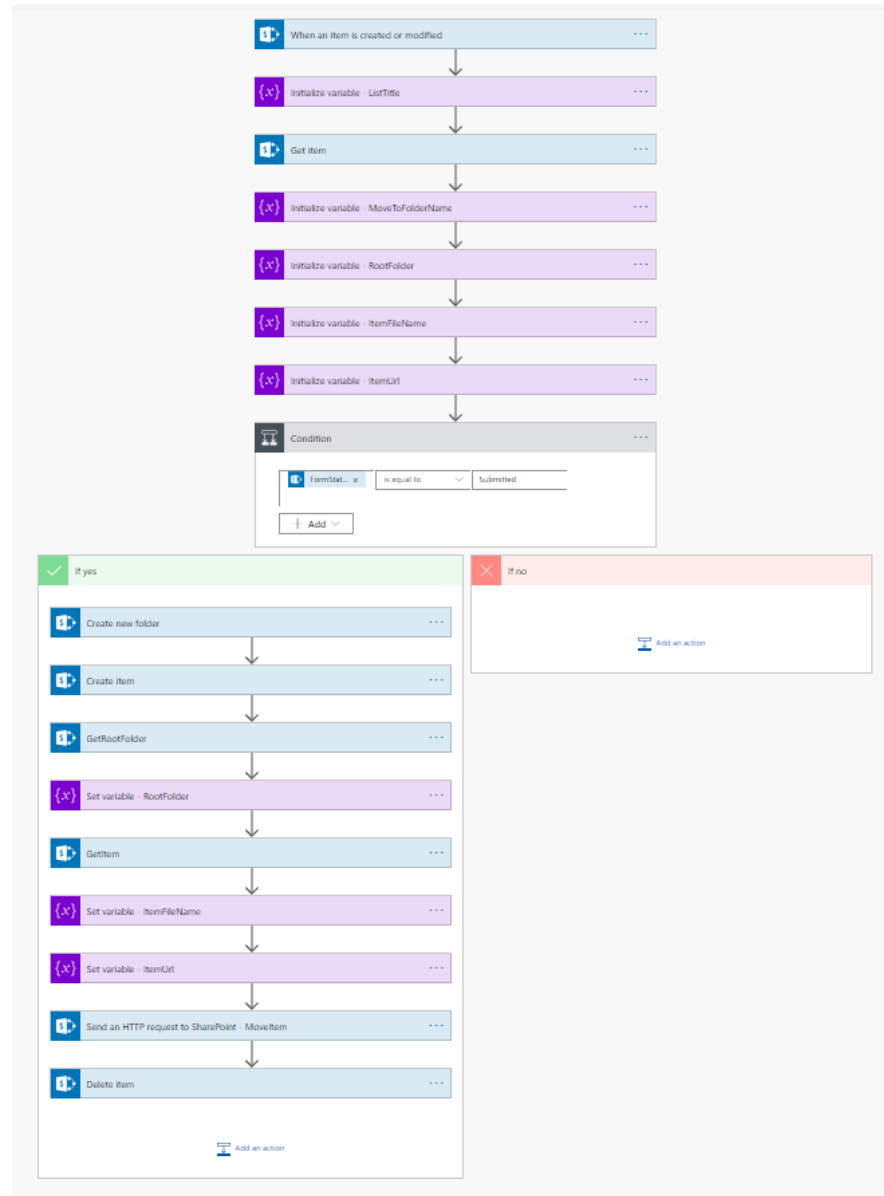 When an item is created or modified
{x} Initialize variable - ListTitle
Get item
{x} Initialize variable - MoveToFolderName
{x} Initialize variable - RootFolder
{x} Initialize variable - ItemFileName
{x} Initialize variable - ItemUrl
Condition
FormStat... x is equal to Submitted
Add
If yes
If no
Create new folder
Add an action
Create item
GetRootFolder
{x} Set variable - RootFolder
GetItem
{x} Set variable - ItemFileName
{x} Set variable - ItemUrl
Send an HTTP request to SharePoint - MoveItem
Delete item
Add an action